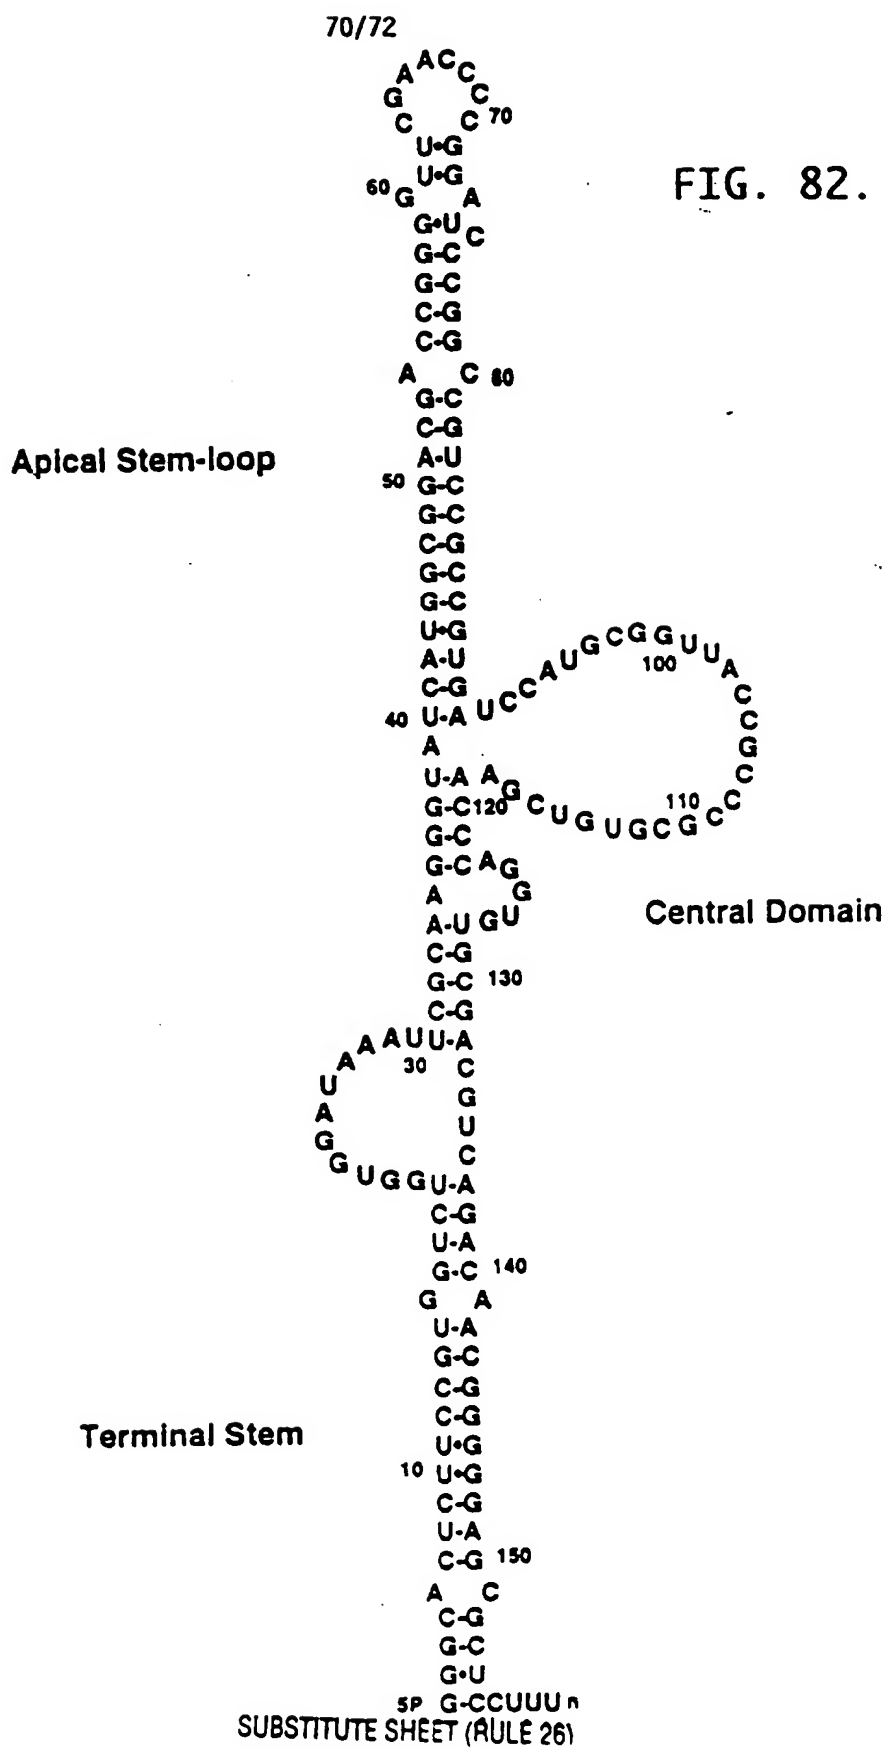 70/72
A A C C
G C
C C 70
U•G
U•G
60 G A
FIG. 82.
G•U C
G-C
G-C
C-G
C-G
A C 80
G-C
C-G
Apical Stem-loop
A-U
50 G-C
G-C
C-G
G-C
G-C
U•G
A-U
C-G
40 U-A U C C A U G C G G U U A C C G C C C G C G U G U C G A
100
110
A
U-A
G-C 120
G-C
G-C A G G U G
Central Domain
A
A-U
C-G
G-C 130
C-G
A A A U U-A
30
U C
A G
G U
G C
U G G U-A
C-G
U-A
G-C 140
G A
U-A
G-C
C-G
C-G
Terminal Stem
U•G
10 U•G
C-G
U-A
C-G 150
A C
C-G
G-C
G•U
5P G-CCUUU n
SUBSTITUTE SHEET (RULE 26)